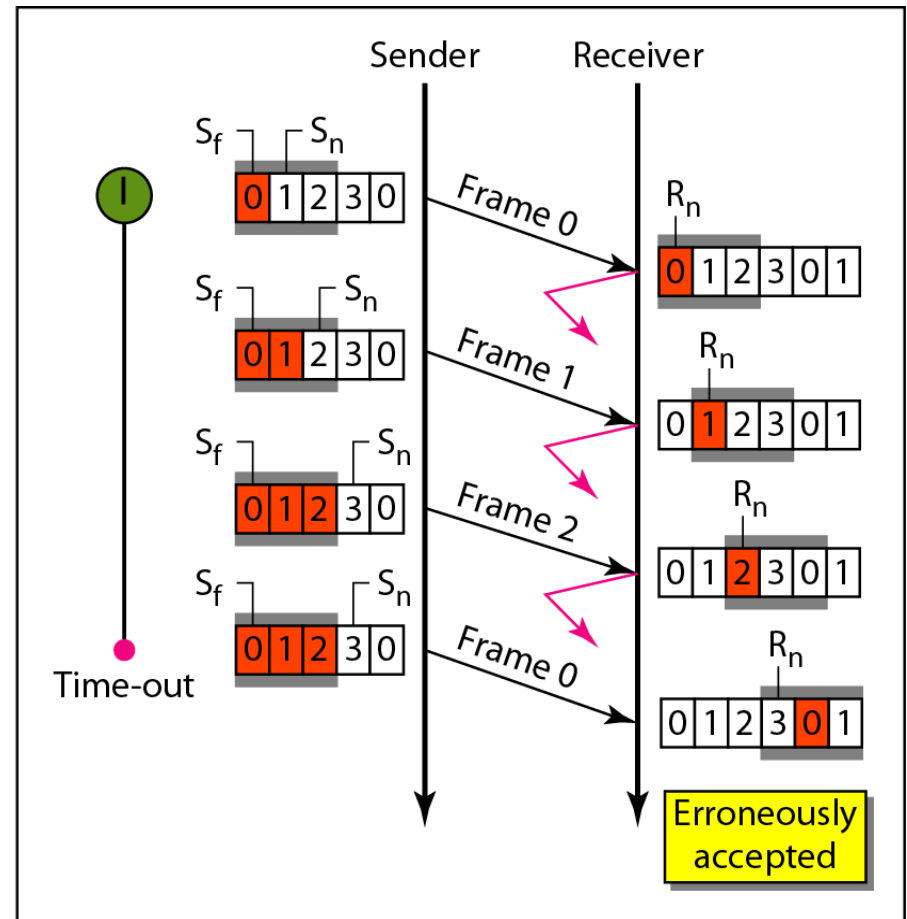 Sender Receiver
Sf Sn
0 1 2 3 0
Frame 0
Rn
0 1 2 3 0 1
Sf Sn
0 1 2 3 0
Frame 1
Rn
0 1 2 3 0 1
Sf Sn
0 1 2 3 0
Frame 2
Rn
0 1 2 3 0 1
Sf Sn
0 1 2 3 0
Time-out
Frame 0
Rn
0 1 2 3 0 1
Erroneously
accepted